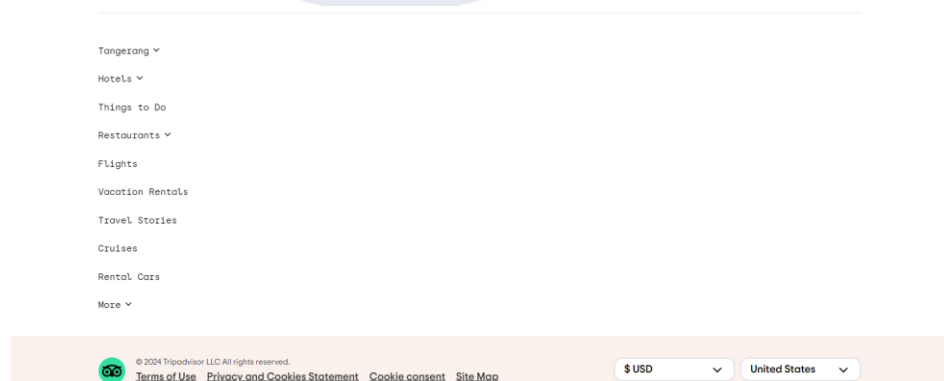 Tangerang
Hotels
Things to Do
Restaurants
Flights
Vacation Rentals
Travel Stories
Cruises
Rental Cars
More
© 2024 Tripadvisor LLC All rights reserved.
Terms of Use Privacy and Cookies Statement Cookie consent Site Map
$ USD
United States